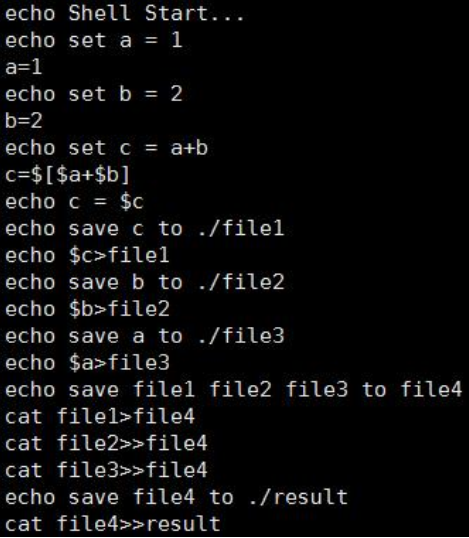 echo Shell Start...
echo set a = 1
a=1
echo set b = 2
b=2
echo set c = a+b
c=$[$a+$b]
echo c = $c
echo save c to ./file1
echo $c>file1
echo save b to ./file2
echo $b>file2
echo save a to ./file3
echo $a>file3
echo save file1 file2 file3 to file4
cat file1>file4
cat file2>>file4
cat file3>>file4
echo save file4 to ./result
cat file4>>result